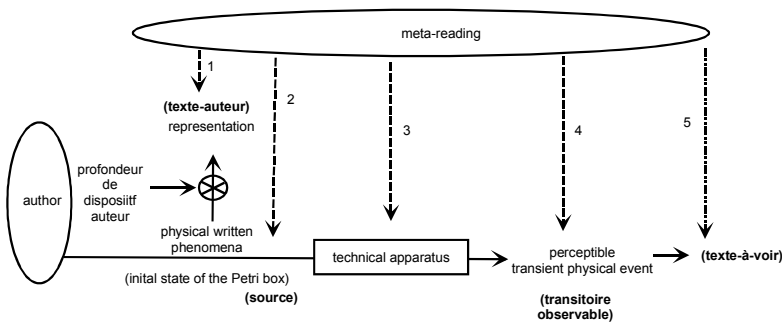 meta-reading
1
2
3
4
5
(texte-auteur)
representation
author
profondeur
de
dispositif
auteur
physical written
phenomena
technical apparatus
perceptible
transient physical event
(texte-à-voir)
(inital state of the Petri box)
(source)
(transitoire
observable)